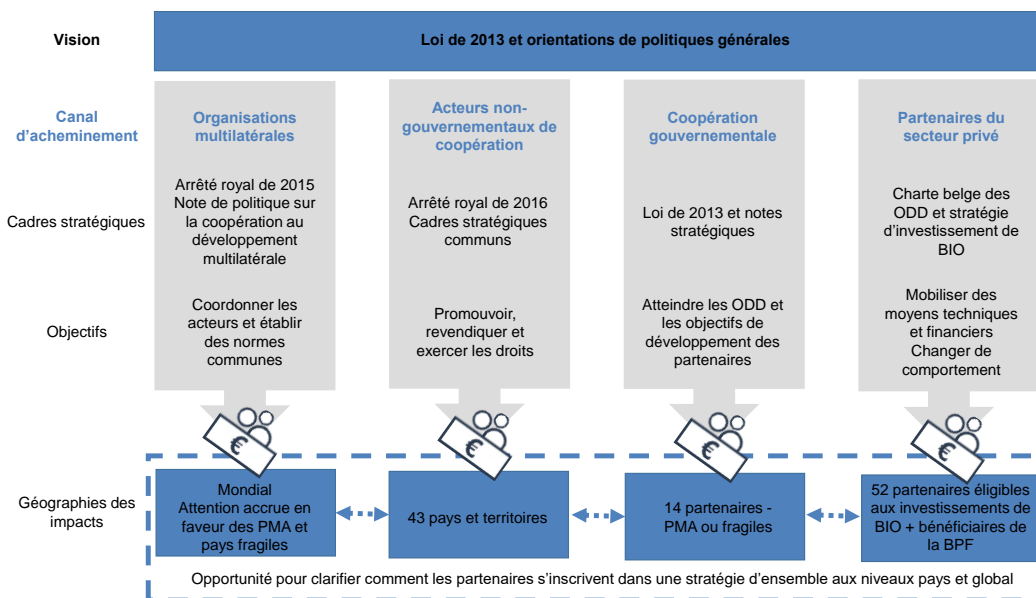 Vision
Loi de 2013 et orientations de politiques générales
Canal
d’acheminement
Organisations
multilatérales
Acteurs non-
gouvernementaux de
coopération
Coopération
gouvernementale
Partenaires du
secteur privé
Cadres stratégiques
Arrêté royal de 2015
Note de politique sur
la coopération au
développement
multilatérale
Arrêté royal de 2016
Cadres stratégiques
communs
Loi de 2013 et notes
stratégiques
Charte belge des
ODD et stratégie
d’investissement de
BIO
Objectifs
Coordonner les
acteurs et établir
des normes
communes
Promouvoir,
revendiquer et
exercer les droits
Atteindre les ODD et
les objectifs de
développement des
partenaires
Mobiliser des
moyens techniques
et financiers
Changer de
comportement
€
€
€
€
Géographies des
impacts
Mondial
Attention accrue en
faveur des PMA et
pays fragiles
43 pays et territoires
14 partenaires -
PMA ou fragiles
52 partenaires éligibles
aux investissements de
BIO + bénéficiaires de
la BPF
Opportunité pour clarifier comment les partenaires s’inscrivent dans une stratégie d’ensemble aux niveaux pays et global